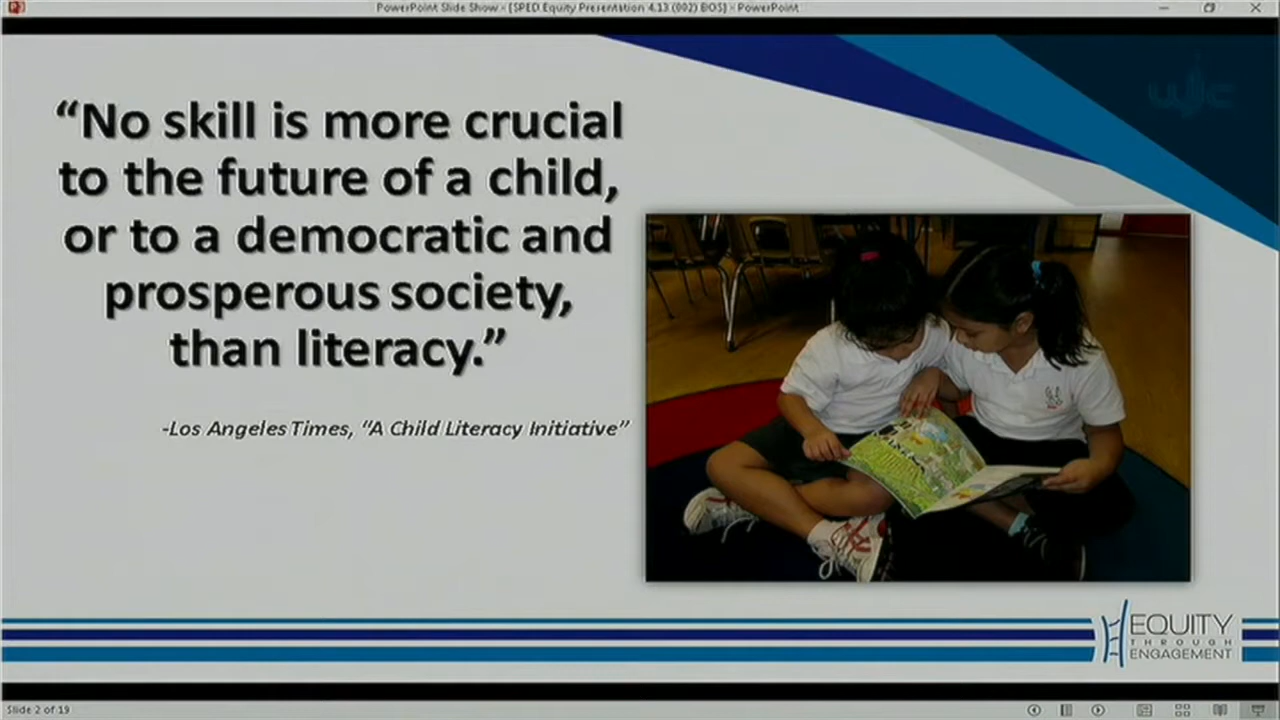 PowerPoint Slide Show - [SPED Equity Presentation 4.13 (002) BOS] - PowerPoint
“No skill is more crucial
to the future of a child,
or to a democratic and
prosperous society,
than literacy.”
-Los Angeles Times, “A Child Literacy Initiative”
EQUITY
THROUGH
ENGAGEMENT
Slide 2 of 19